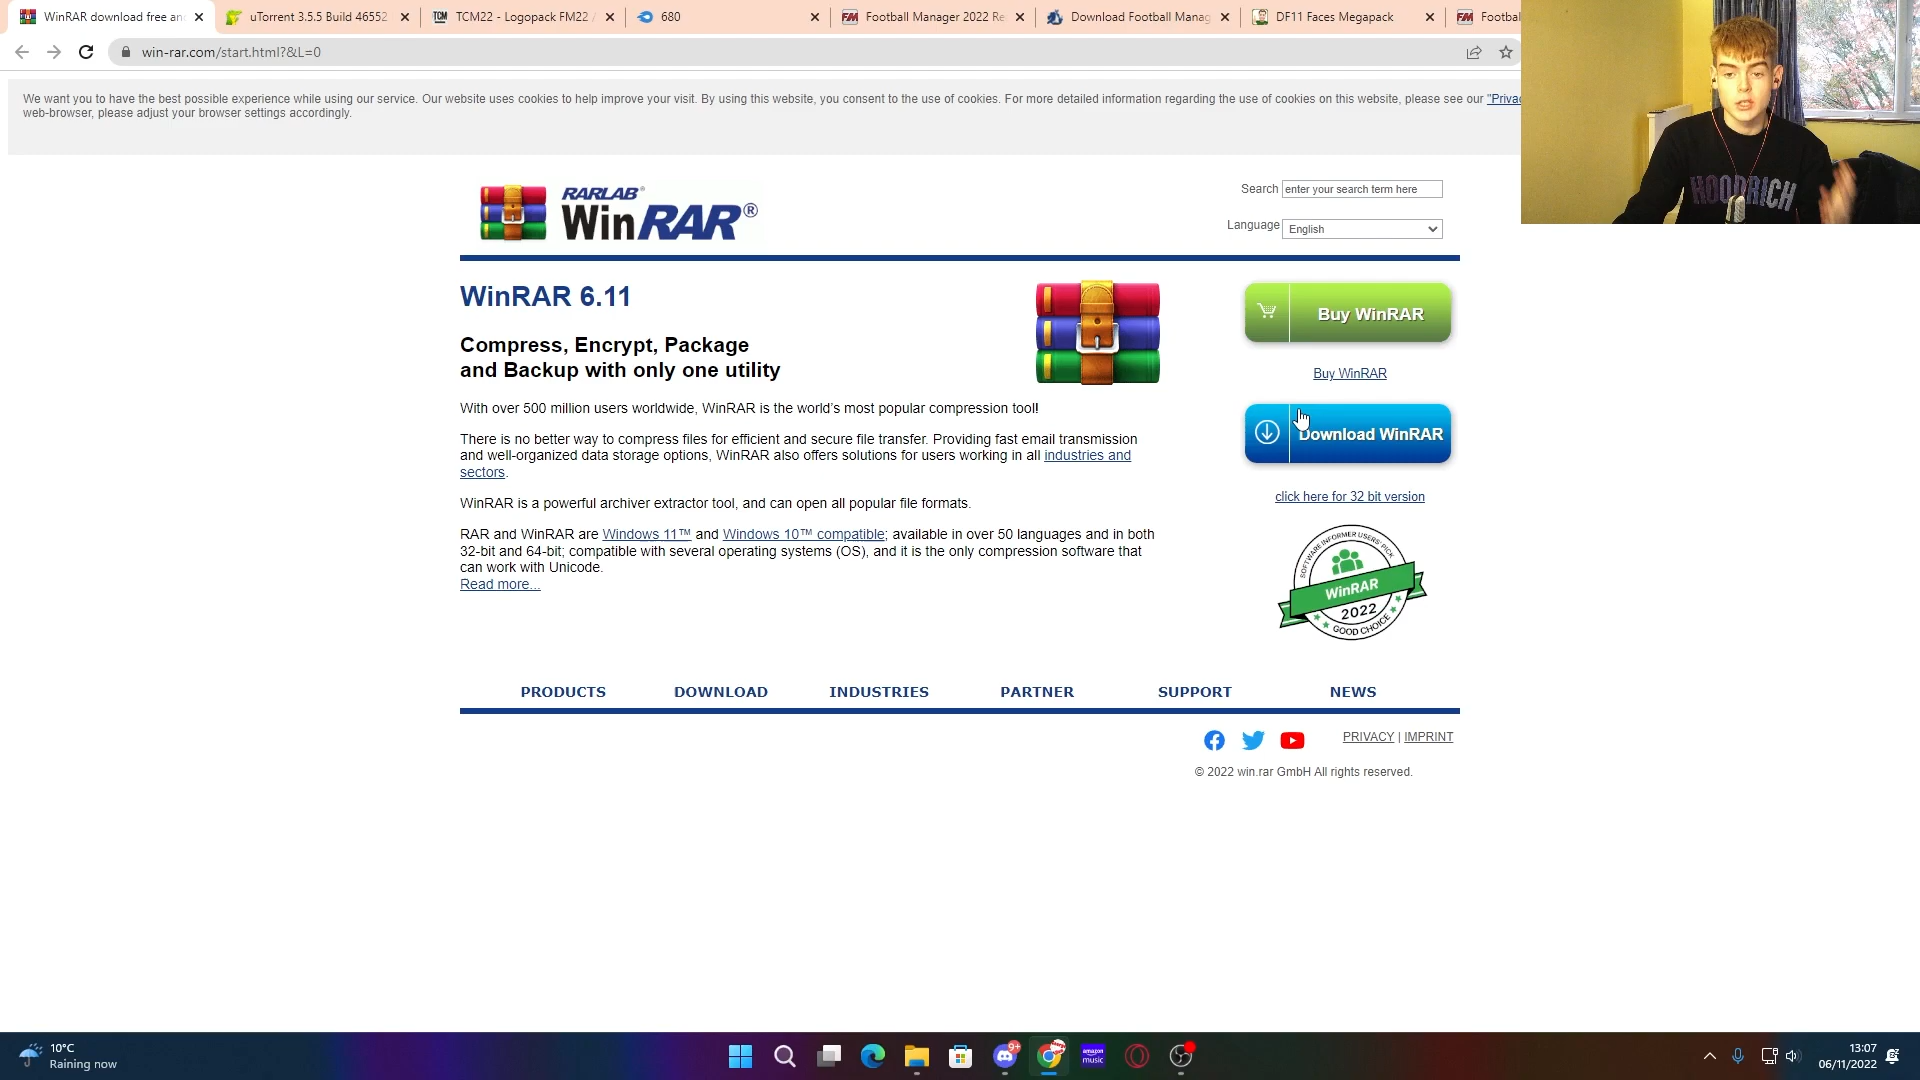 WinRAR download free an
uTorrent 3.5.5 Build 46552
TCM22 - Logopack FM22
680
Football Manager 2022 Re
Download Football Manag
DF11 Faces Megapack
Footbal
win-rar.com/start.html?&L=0
We want you to have the best possible experience while using our service. Our website uses cookies to help improve your visit. By using this website, you consent to the use of cookies. For more detailed information regarding the use of cookies on this website, please see our "Privac
web-browser, please adjust your browser settings accordingly.
HOODRICH
RARLAB®
WinRAR®
Search enter your search term here
Language English
WinRAR 6.11
Compress, Encrypt, Package
and Backup with only one utility
With over 500 million users worldwide, WinRAR is the world's most popular compression tool!
There is no better way to compress files for efficient and secure file transfer. Providing fast email transmission
and well-organized data storage options, WinRAR also offers solutions for users working in all industries and
sectors.
WinRAR is a powerful archiver extractor tool, and can open all popular file formats.
RAR and WinRAR are Windows 11™ and Windows 10™ compatible; available in over 50 languages and in both
32-bit and 64-bit; compatible with several operating systems (OS), and it is the only compression software that
can work with Unicode.
Read more...
Buy WinRAR
Buy WinRAR
Download WinRAR
click here for 32 bit version
SOFTWARE INFORMER USERS' PICK
WinRAR
2022
GOOD CHOICE
PRODUCTS
DOWNLOAD
INDUSTRIES
PARTNER
SUPPORT
NEWS
PRIVACY | IMPRINT
© 2022 win.rar GmbH All rights reserved.
10°C
Raining now
9+
amazon music
13:07
06/11/2022